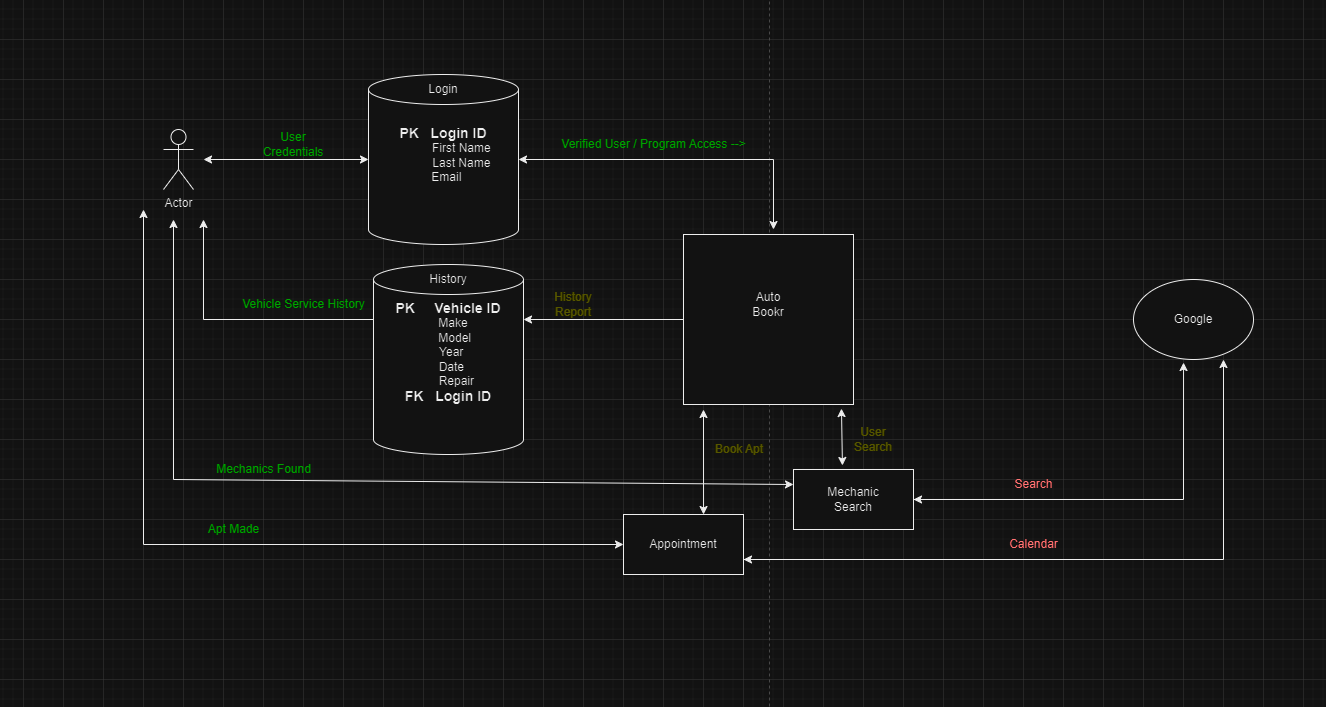 Login
PK Login ID
First Name
Last Name
Email
User
Credentials
Verified User / Program Access -->
Actor
History
PK Vehicle ID
Make
Model
Year
Date
Repair
FK Login ID
Vehicle Service History
History
Report
Auto
Bookr
Google
Book Apt
User
Search
Mechanics Found
Mechanic
Search
Search
Apt Made
Appointment
Calendar